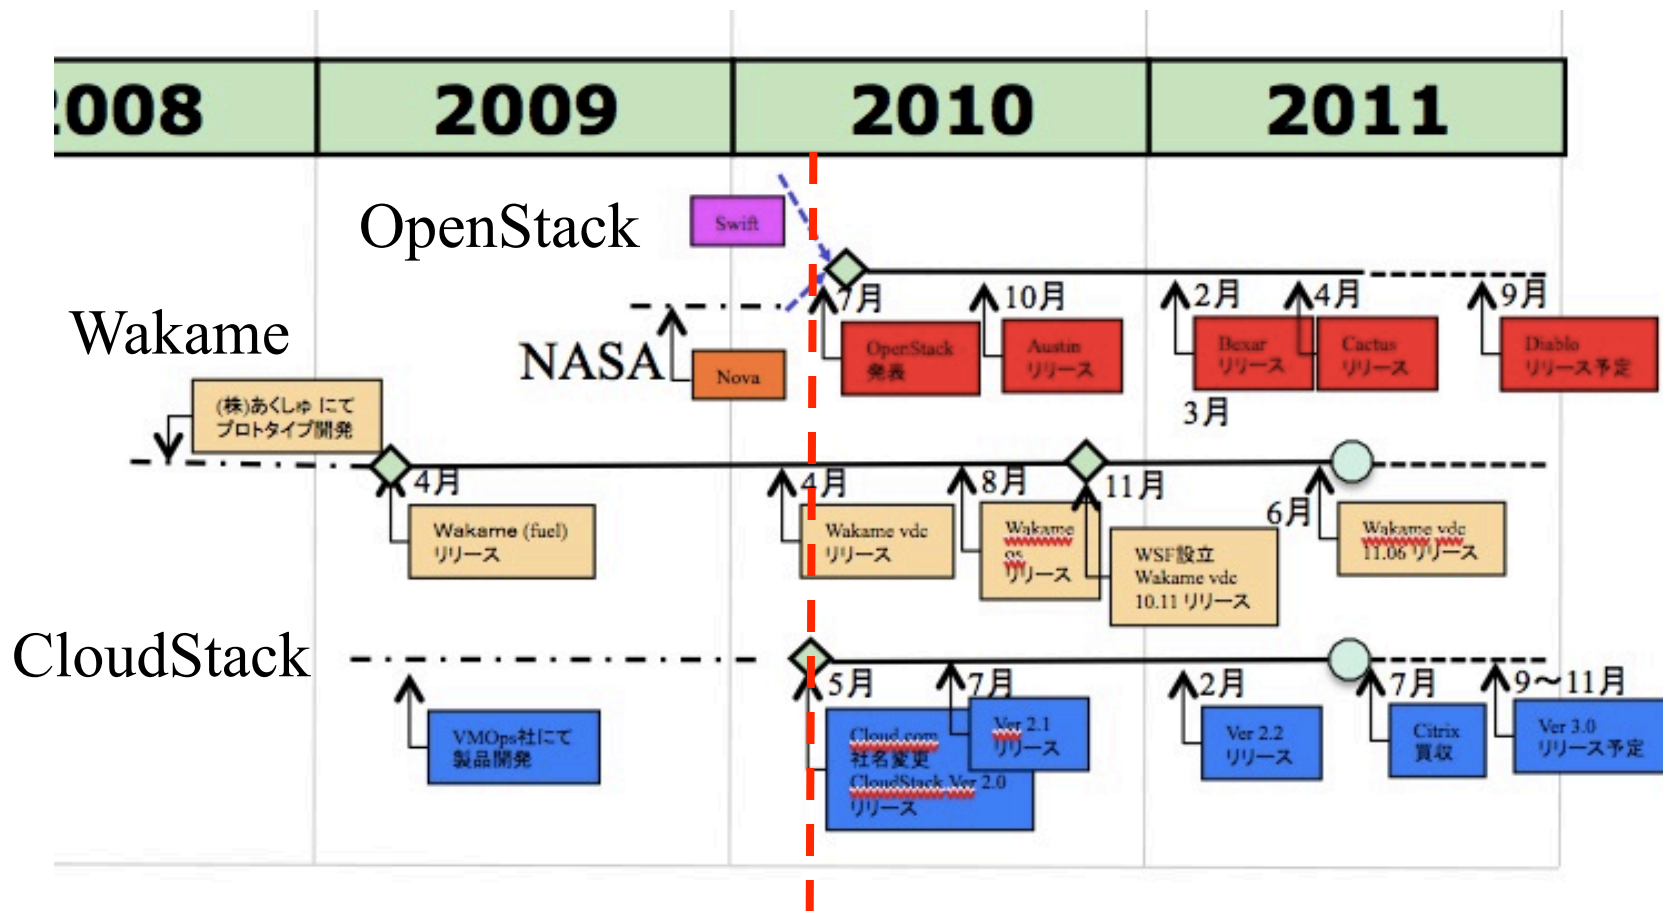 008
2009
2010
2011
OpenStack
Swift
7月
10月
2月
4月
9月
NASA
Nova
OpenStack
発表
Austin
リリース
Bexar
リリース
Cactus
リリース
Diablo
リリース予定
3月
Wakame
(株)あくしゅ にて
プロトタイプ開発
4月
4月
8月
11月
6月
Wakame (fuel)
リリース
Wakame vdc
リリース
Wakame
os
リリース
WSF設立
Wakame vdc
10.11 リリース
Wakame vdc
11.06 リリース
CloudStack
5月
7月
2月
7月
9〜11月
VMOps社にて
製品開発
Cloud.com
社名変更
CloudStack Ver 2.0
リリース
Ver 2.1
リリース
Ver 2.2
リリース
Citrix
買収
Ver 3.0
リリース予定